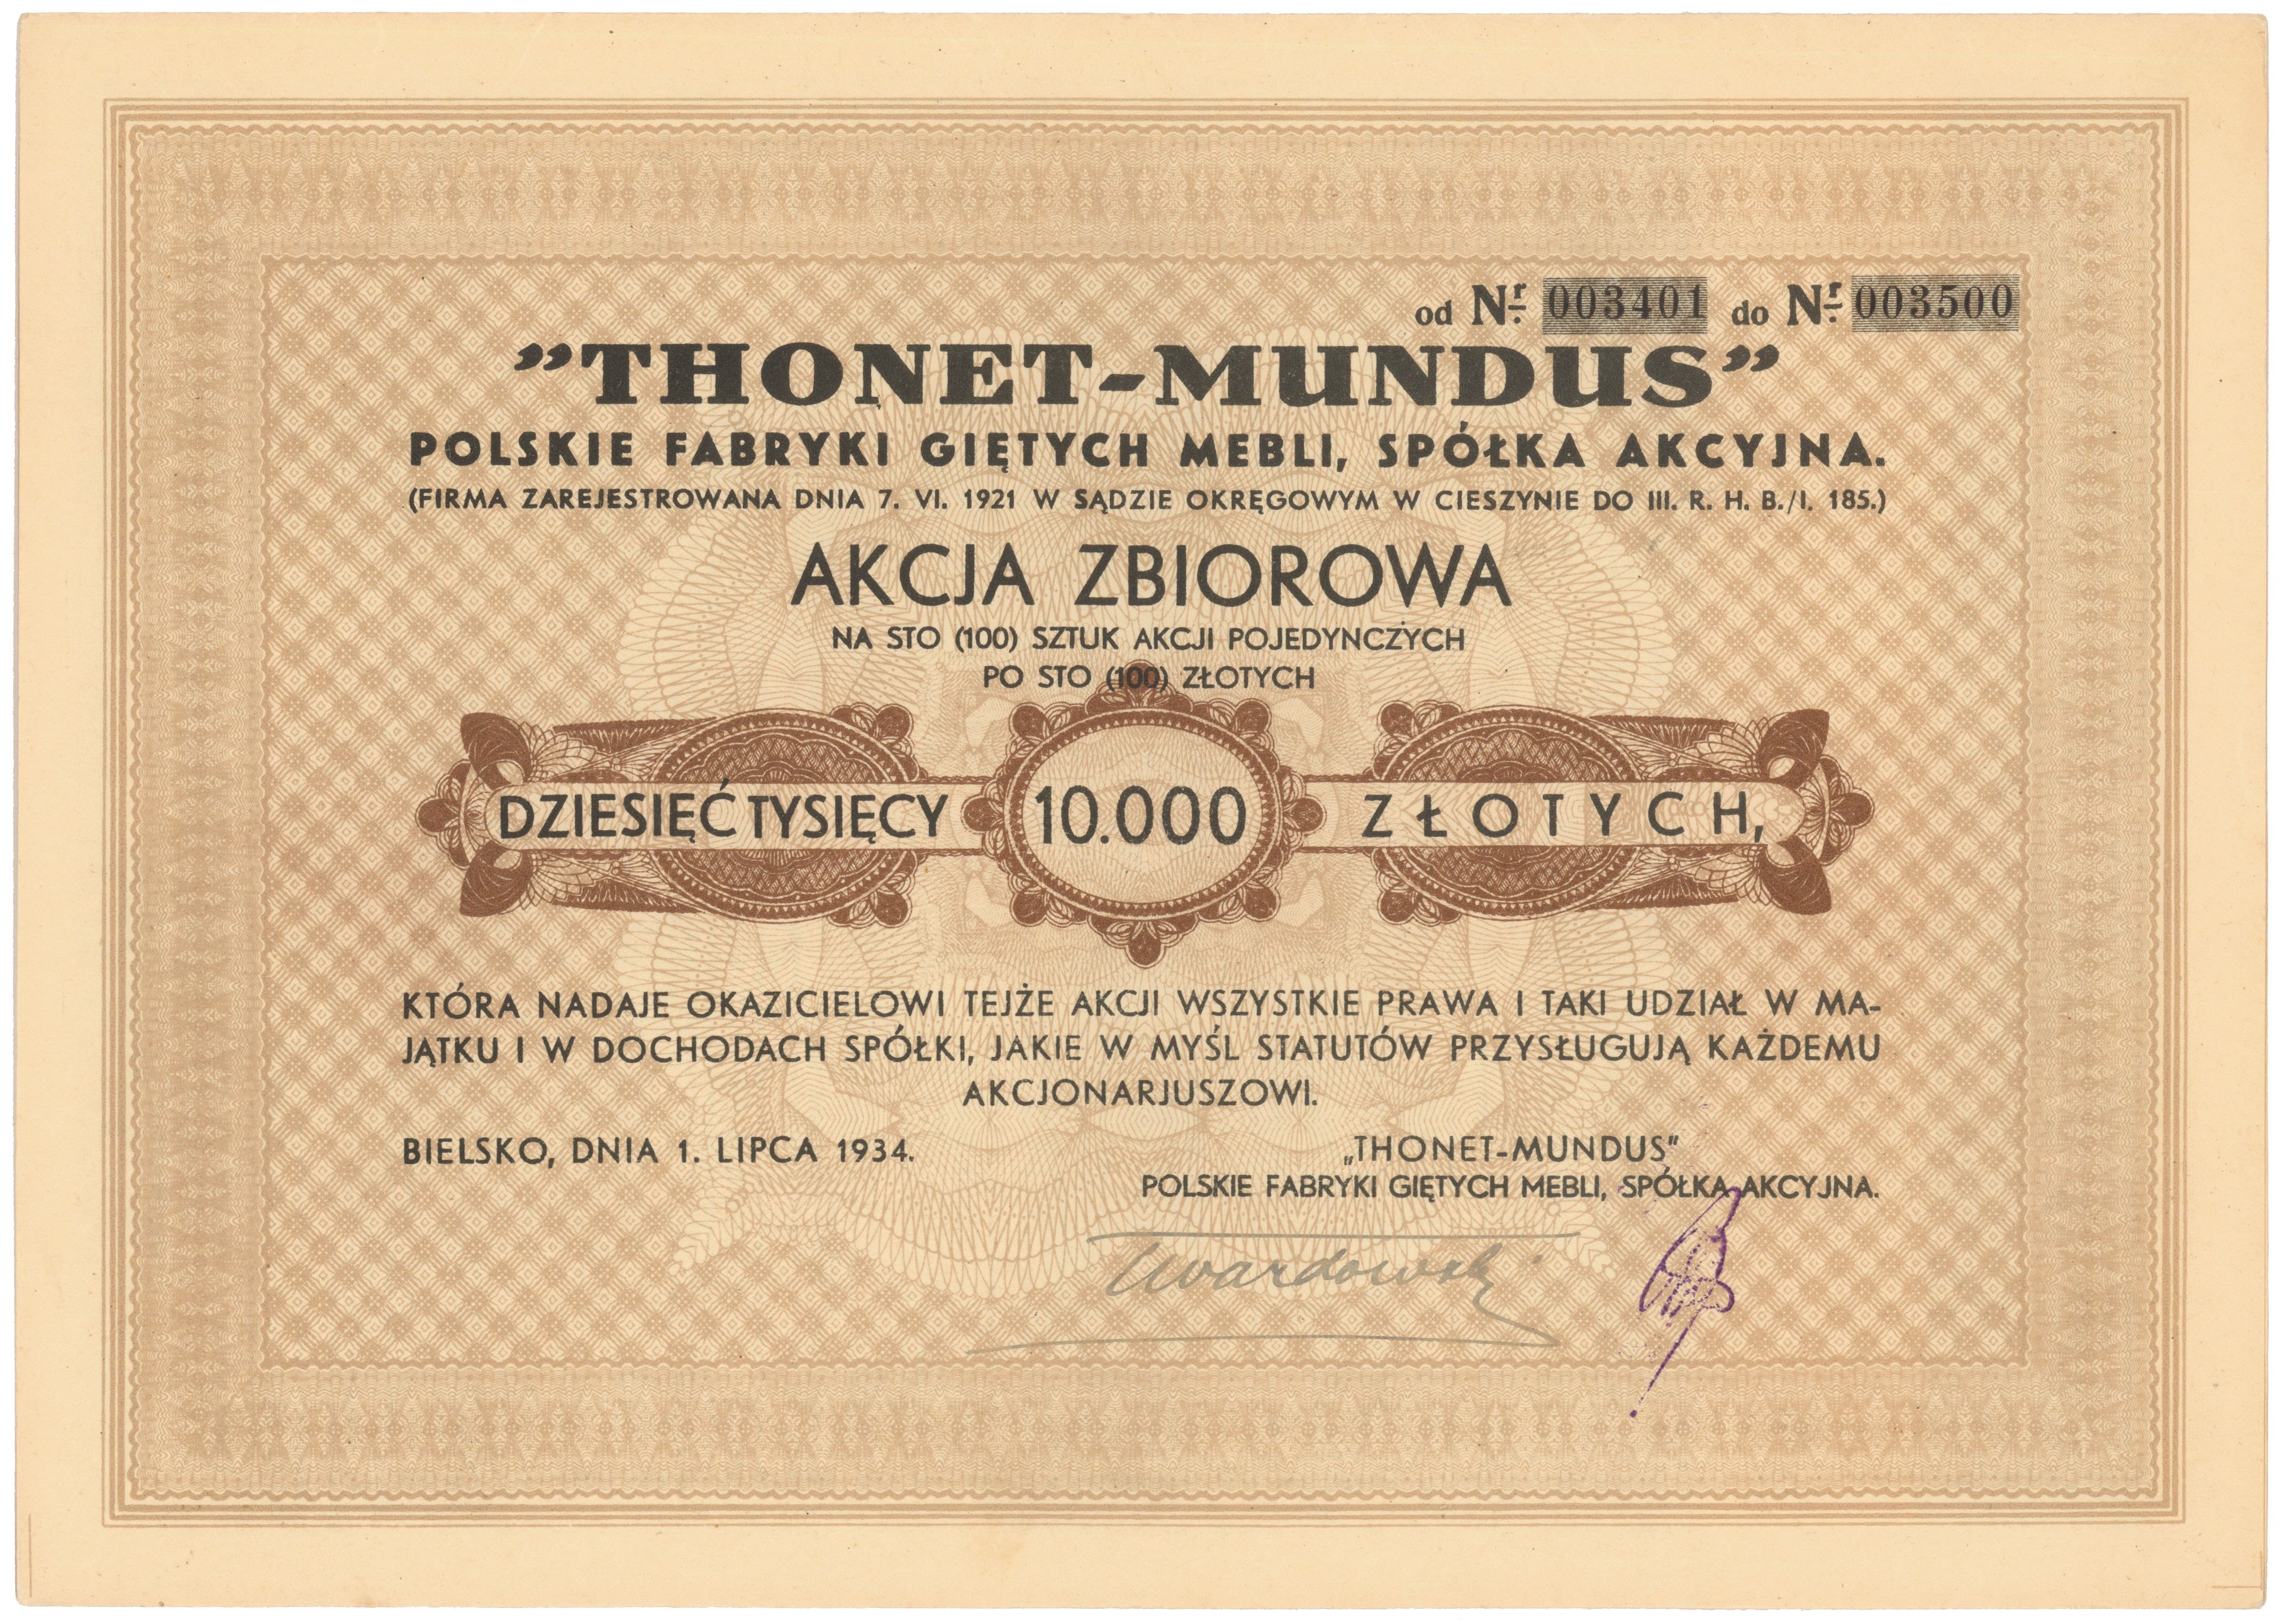 od Nr. 003401 do Nr. 003500
”THONET-MUNDUS”
POLSKIE FABRYKI GIĘTYCH MEBLI, SPÓŁKA AKCYJNA.
(FIRMA ZAREJESTROWANA DNIA 7. VI. 1921 W SĄDZIE OKRĘGOWYM W CIESZYNIE DO III. R. H. B./I. 185.)
AKCJA ZBIOROWA
NA STO (100) SZTUK AKCJI POJEDYNCZYCH
PO STO (100) ZŁOTYCH
DZIESIĘĆ TYSIĘCY 10.000 ZŁOTYCH,
KTÓRA NADAJE OKAZICIELOWI TEJŻE AKCJI WSZYSTKIE PRAWA I TAKI UDZIAŁ W MA-
JĄTKU I W DOCHODACH SPÓŁKI, JAKIE W MYŚL STATUTÓW PRZYSŁUGUJĄ KAŻDEMU
AKCJONARJUSZOWI.
BIELSKO, DNIA 1. LIPCA 1934.
„THONET-MUNDUS”
POLSKIE FABRYKI GIĘTYCH MEBLI, SPÓŁKA AKCYJNA.
Twardowski